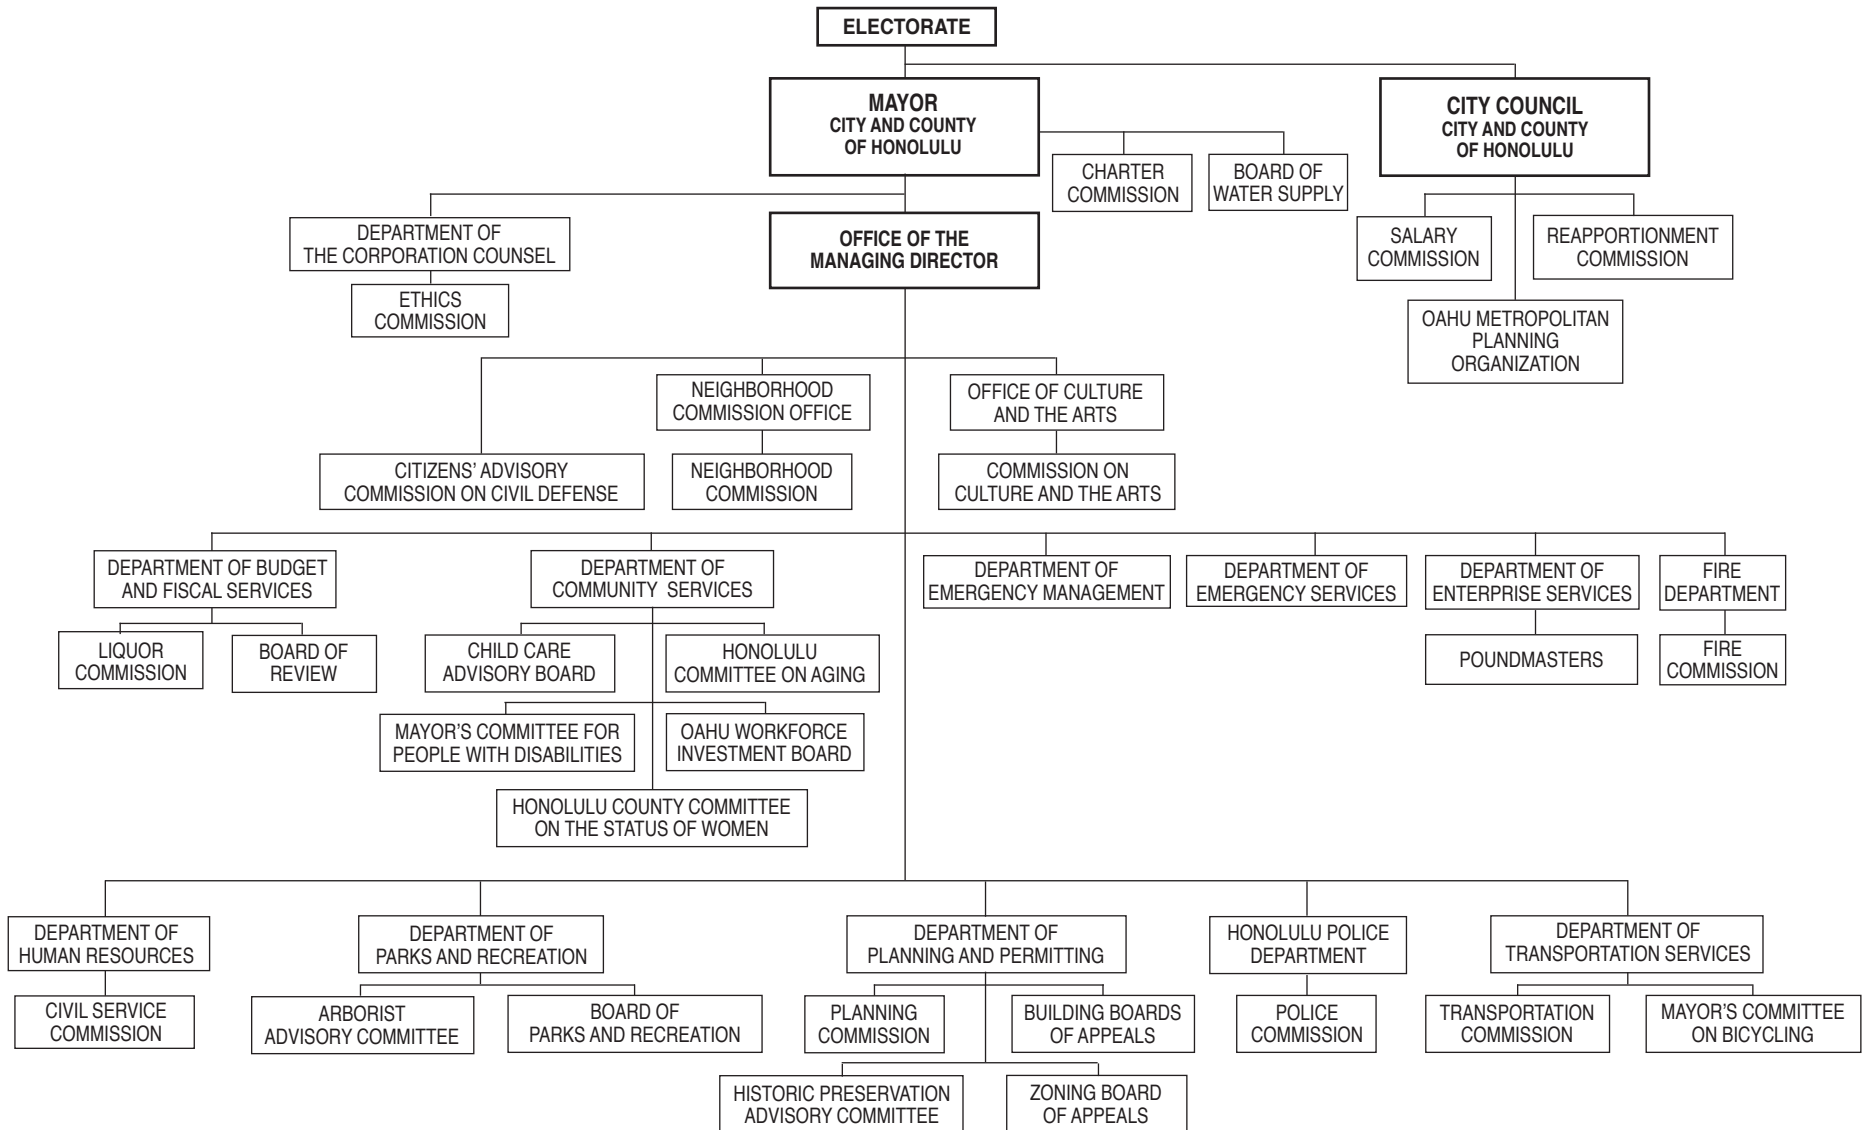 ELECTORATE
MAYOR
CITY AND COUNTY
OF HONOLULU
CITY COUNCIL
CITY AND COUNTY
OF HONOLULU
CHARTER
COMMISSION
BOARD OF
WATER SUPPLY
DEPARTMENT OF
THE CORPORATION COUNSEL
ETHICS
COMMISSION
OFFICE OF THE
MANAGING DIRECTOR
SALARY
COMMISSION
REAPPORTIONMENT
COMMISSION
OAHU METROPOLITAN
PLANNING
ORGANIZATION
NEIGHBORHOOD
COMMISSION OFFICE
OFFICE OF CULTURE
AND THE ARTS
CITIZENS' ADVISORY
COMMISSION ON CIVIL DEFENSE
NEIGHBORHOOD
COMMISSION
COMMISSION ON
CULTURE AND THE ARTS
DEPARTMENT OF BUDGET
AND FISCAL SERVICES
DEPARTMENT OF
COMMUNITY SERVICES
DEPARTMENT OF
EMERGENCY MANAGEMENT
DEPARTMENT OF
EMERGENCY SERVICES
DEPARTMENT OF
ENTERPRISE SERVICES
FIRE
DEPARTMENT
LIQUOR
COMMISSION
BOARD OF
REVIEW
CHILD CARE
ADVISORY BOARD
HONOLULU
COMMITTEE ON AGING
POUNDMASTERS
FIRE
COMMISSION
MAYOR'S COMMITTEE FOR
PEOPLE WITH DISABILITIES
OAHU WORKFORCE
INVESTMENT BOARD
HONOLULU COUNTY COMMITTEE
ON THE STATUS OF WOMEN
DEPARTMENT OF
HUMAN RESOURCES
DEPARTMENT OF
PARKS AND RECREATION
DEPARTMENT OF
PLANNING AND PERMITTING
HONOLULU POLICE
DEPARTMENT
DEPARTMENT OF
TRANSPORTATION SERVICES
CIVIL SERVICE
COMMISSION
ARBORIST
ADVISORY COMMITTEE
BOARD OF
PARKS AND RECREATION
PLANNING
COMMISSION
BUILDING BOARDS
OF APPEALS
POLICE
COMMISSION
TRANSPORTATION
COMMISSION
MAYOR'S COMMITTEE
ON BICYCLING
HISTORIC PRESERVATION
ADVISORY COMMITTEE
ZONING BOARD
OF APPEALS